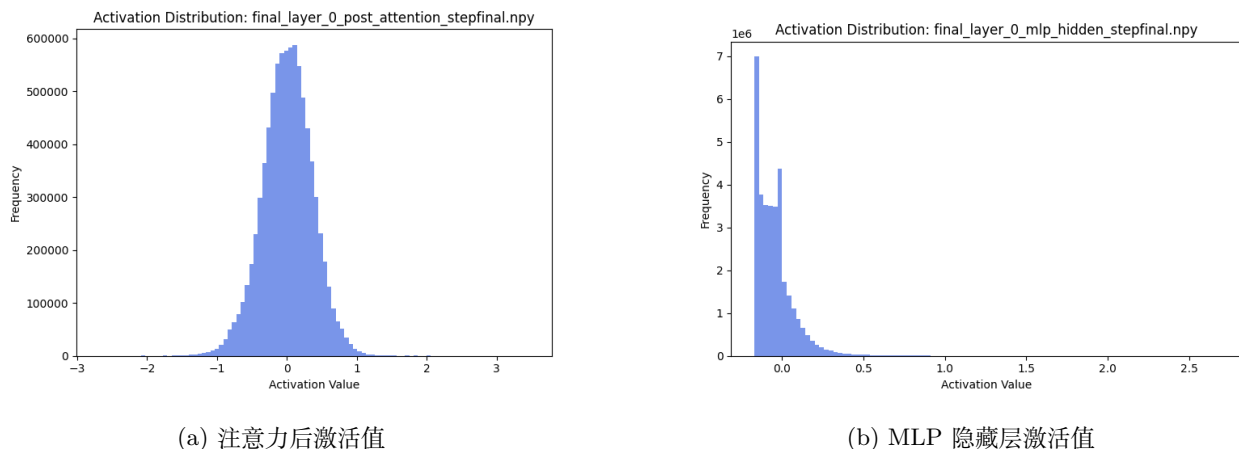 Activation Distribution: final_layer_0_post_attention_stepfinal.npy
600000
500000
400000
300000
200000
100000
0
Frequency
−3 −2 −1 0 1 2 3
Activation Value
(a) 注意力后激活值
Activation Distribution: final_layer_0_mlp_hidden_stepfinal.npy
1e6
7
6
5
4
3
2
1
0
Frequency
0.0 0.5 1.0 1.5 2.0 2.5
Activation Value
(b) MLP 隐藏层激活值